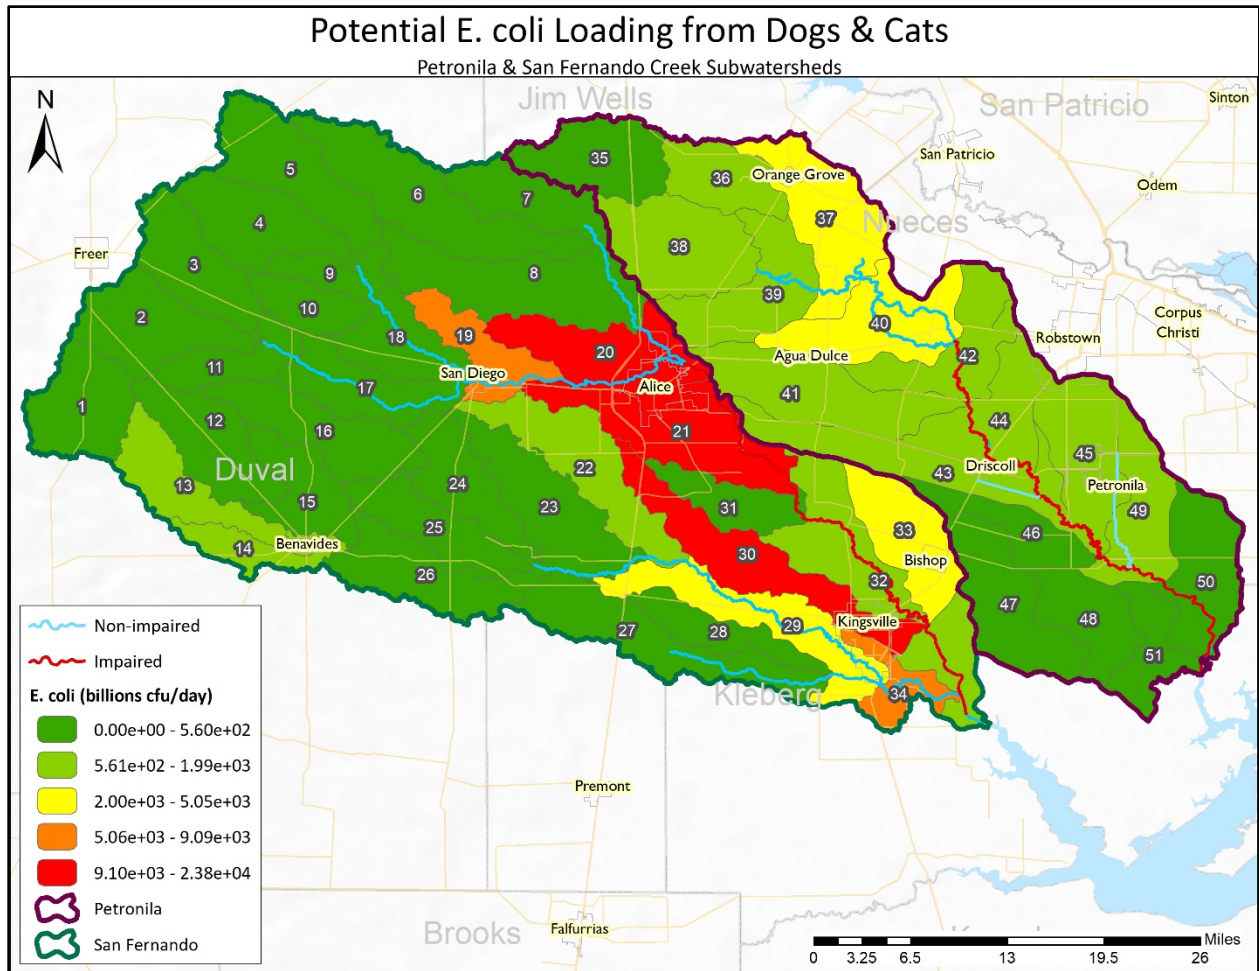 Potential E. coli Loading from Dogs & Cats
Petronila & San Fernando Creek Subwatersheds
N
Jim Wells
San Patricio
Sinton
San Patricio
Odem
35
36
Orange Grove
5
6
7
37
Nueces
4
38
Freer
3
9
8
39
10
2
18
19
20
40
Corpus
Christi
Robstown
42
Agua Dulce
11
San Diego
17
Alice
41
1
12
16
21
44
Duval
22
43
Driscoll
45
13
24
Petronila
15
23
31
49
25
33
46
14
Benavides
30
Bishop
26
32
50
47
48
27
28
29
Kingsville
51
Kleberg
34
Non-impaired
Impaired
E. coli (billions cfu/day)
0.00e+00 - 5.60e+02
5.61e+02 - 1.99e+03
2.00e+03 - 5.05e+03
5.06e+03 - 9.09e+03
9.10e+03 - 2.38e+04
Petronila
San Fernando
Premont
Brooks
Falfurrias
Miles
0 3.25 6.5 13 19.5 26